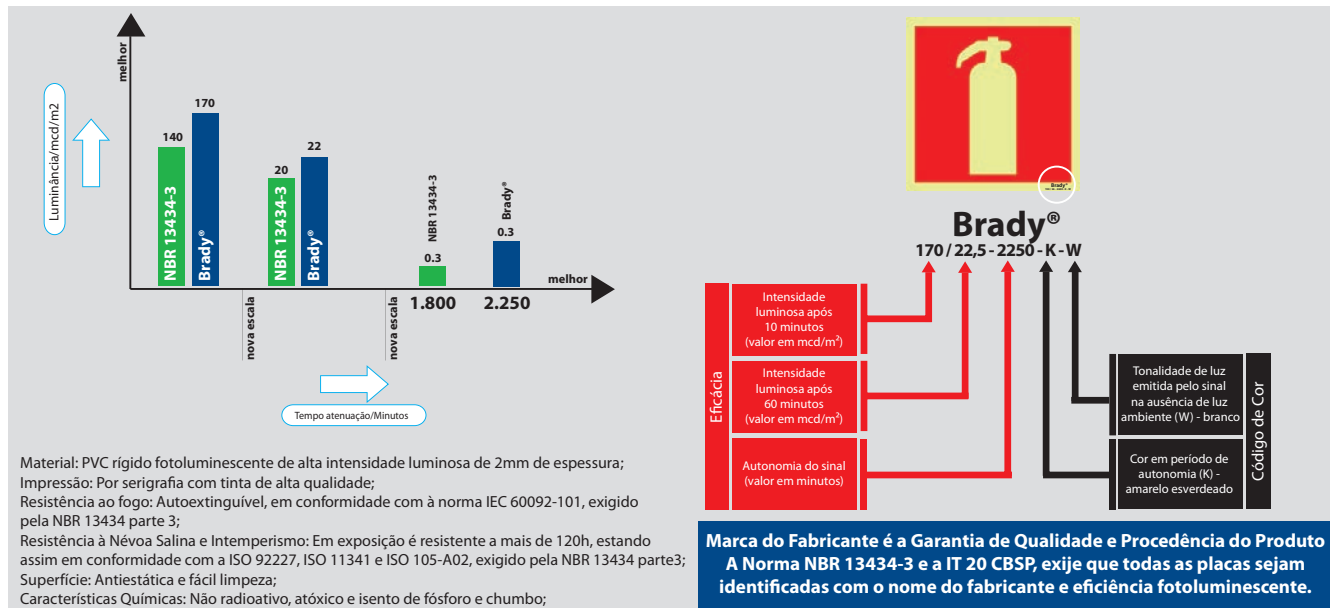 melhor
Luminância/mcd/m2
140
170
20
22
NBR 13434-3
Brady®
NBR 13434-3
Brady®
NBR 13434-3
0.3
Brady®
0.3
melhor
nova escala
nova escala
1.800
2.250
Tempo atenuação/Minutos
Material: PVC rígido fotoluminescente de alta intensidade luminosa de 2mm de espessura;
Impressão: Por serigrafia com tinta de alta qualidade;
Resistência ao fogo: Autoextinguível, em conformidade com à norma IEC 60092-101, exigido
pela NBR 13434 parte 3;
Resistência à Névoa Salina e Intemperismo: Em exposição é resistente a mais de 120h, estando
assim em conformidade com a ISO 92227, ISO 11341 e ISO 105-A02, exigido pela NBR 13434 parte3;
Superfície: Antiestática e fácil limpeza;
Características Químicas: Não radioativo, atóxico e isento de fósforo e chumbo;
Brady®
Brady®
170 / 22,5 - 2250 - K - W
Eficácia
Intensidade
luminosa após
10 minutos
(valor em mcd/m²)
Intensidade
luminosa após
60 minutos
(valor em mcd/m²)
Autonomia do sinal
(valor em minutos)
Tonalidade de luz
emitida pelo sinal
na ausência de luz
ambiente (W) - branco
Cor em período de
autonomia (K) -
amarelo esverdeado
Código de Cor
Marca do Fabricante é a Garantia de Qualidade e Procedência do Produto
A Norma NBR 13434-3 e a IT 20 CBSP, exije que todas as placas sejam
identificadas com o nome do fabricante e eficiência fotoluminescente.